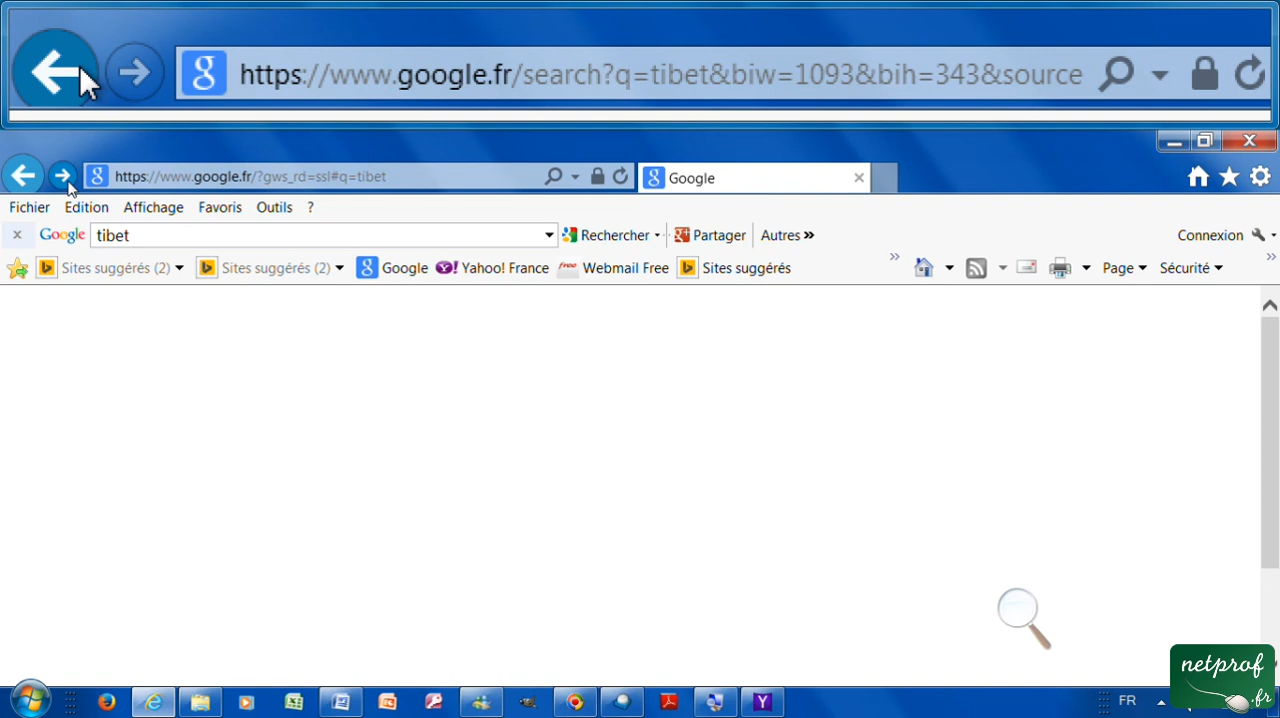 https://www.google.fr/search?q=tibet&biw=1093&bih=343&source
https://www.google.fr/?gws_rd=ssl#q=tibet
Google
Fichier Edition Affichage Favoris Outils ?
x Google tibet Rechercher Partager Autres »
Connexion
Sites suggérés (2) Sites suggérés (2) Google Yahoo! France free Webmail Free Sites suggérés » Page Sécurité »
netprof
.fr
FR